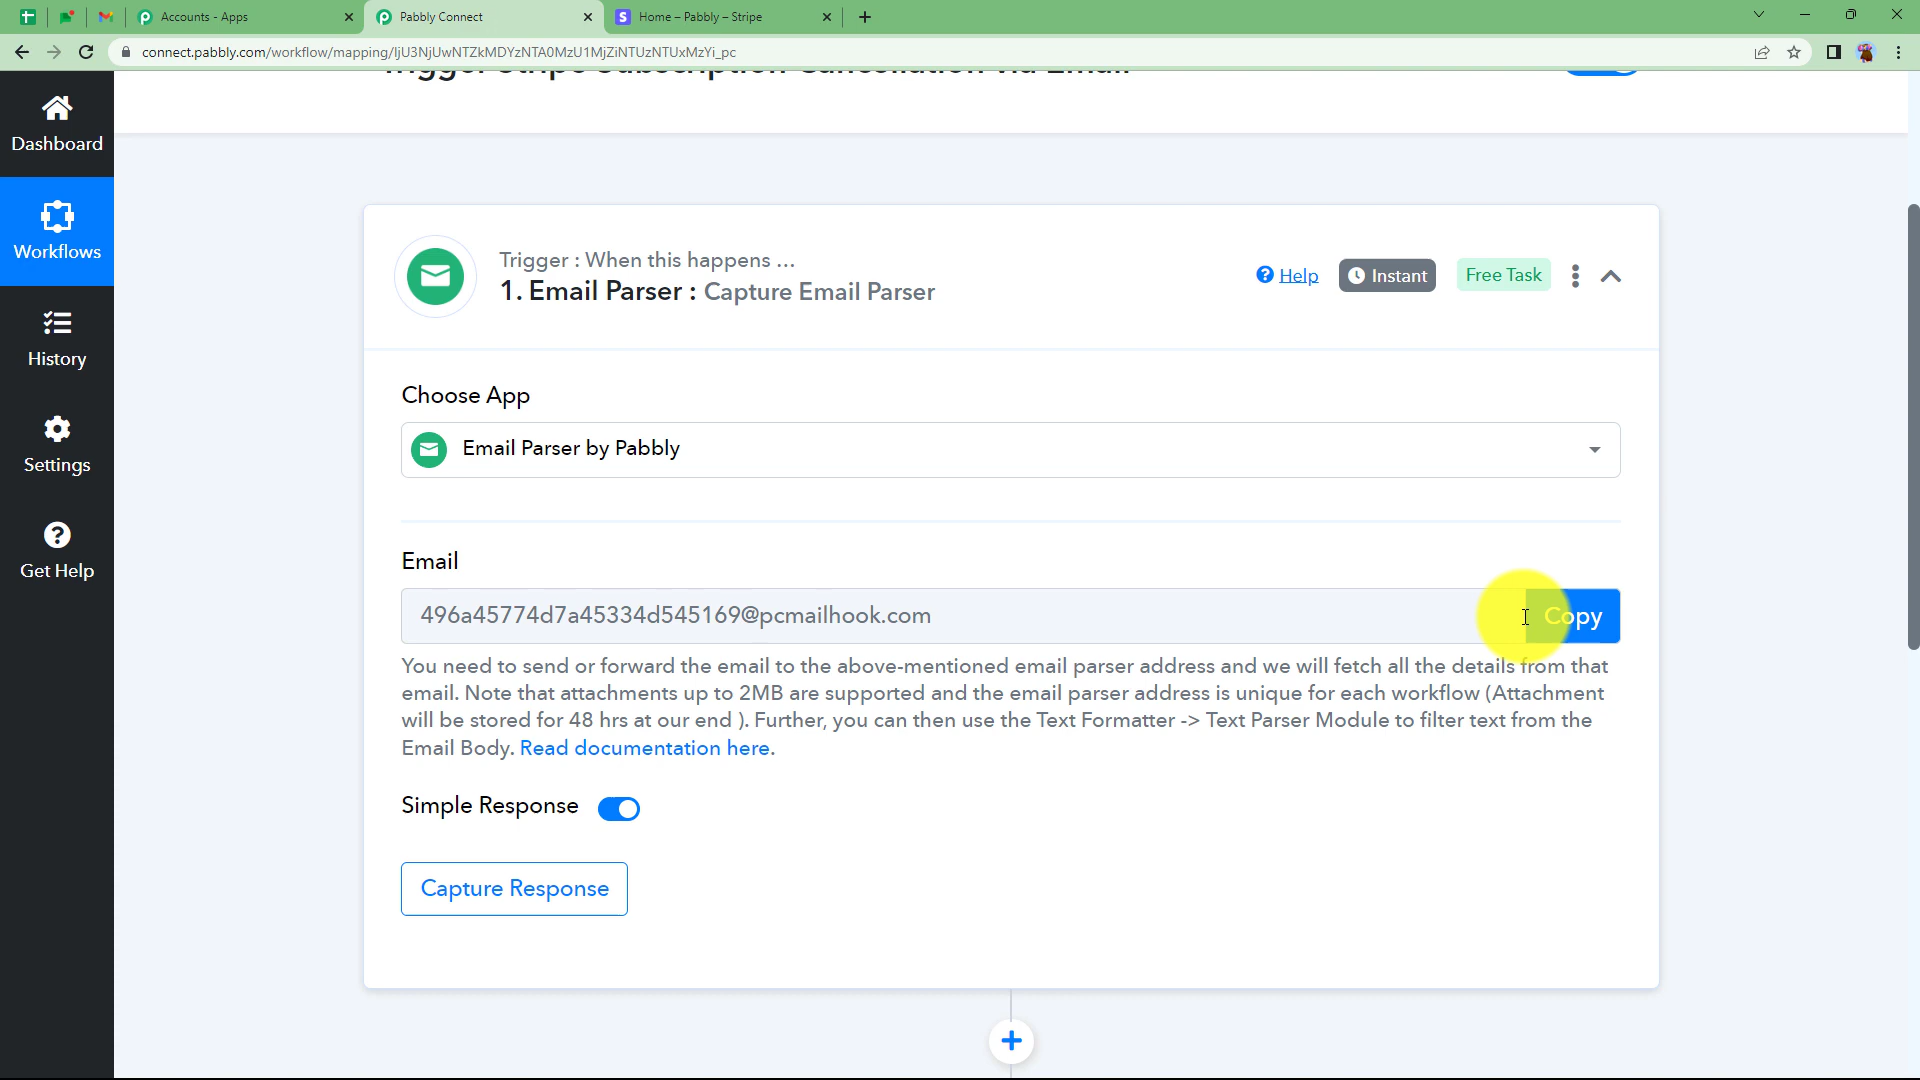 Accounts - Apps
Pabbly Connect
Home – Pabbly – Stripe
connect.pabbly.com/workflow/mapping/IjU3NjUwNTZkMDYzNTA0MzU1MjZiNTUzNTUxMzYi_pc
Trigger Stripe Subscription Cancellation via Email
Dashboard
Workflows
History
Settings
Get Help
Trigger : When this happens ...
1. Email Parser : Capture Email Parser
Help
Instant
Free Task
Choose App
Email Parser by Pabbly
Email
496a45774d7a45334d545169@pcmailhook.com
Copy
You need to send or forward the email to the above-mentioned email parser address and we will fetch all the details from that
email. Note that attachments up to 2MB are supported and the email parser address is unique for each workflow (Attachment
will be stored for 48 hrs at our end ). Further, you can then use the Text Formatter -> Text Parser Module to filter text from the
Email Body. Read documentation here.
Simple Response
Capture Response